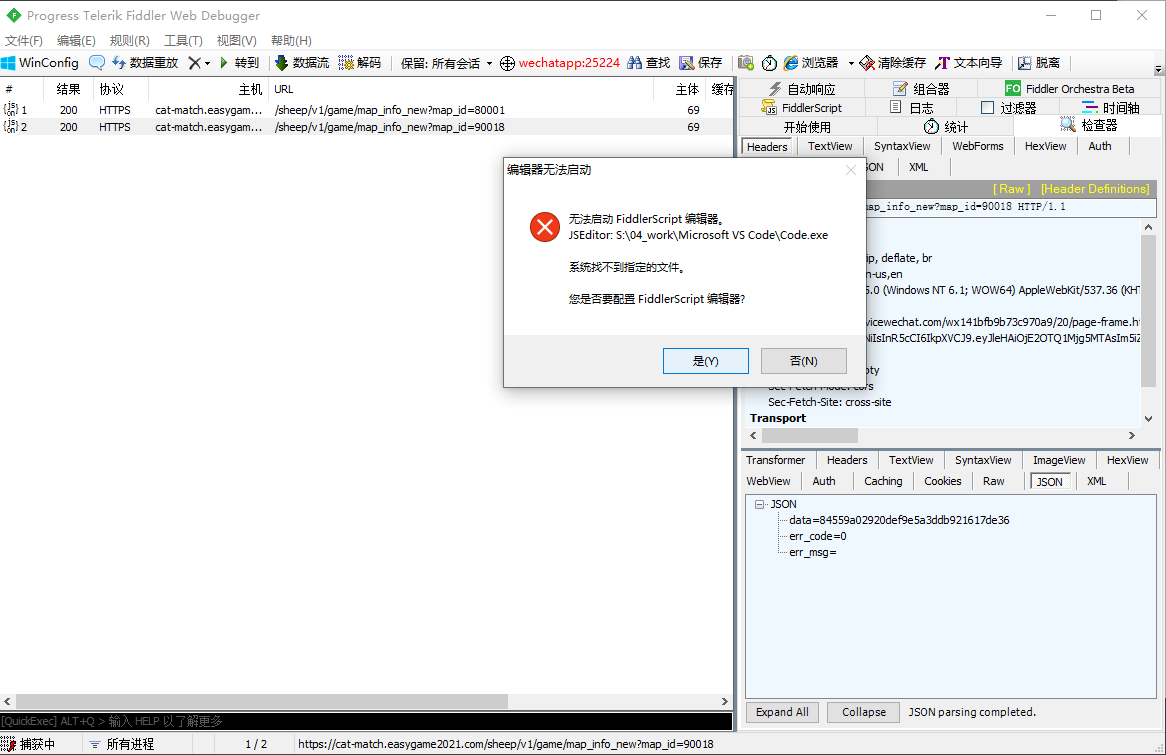 Progress Telerik Fiddler Web Debugger
文件(F) 编辑(E) 规则(R) 工具(T) 视图(V) 帮助(H)
WinConfig 数据重放 转到 数据流 解码 保留: 所有会话 wechatapp:25224 查找 保存 浏览器 清除缓存 文本向导 脱离
# 结果 协议 主机 URL 主体 缓存
1 200 HTTPS cat-match.easygam... /sheep/v1/game/map_info_new?map_id=80001 69
2 200 HTTPS cat-match.easygam... /sheep/v1/game/map_info_new?map_id=90018 69
自动响应 组合器 FO Fiddler Orchestra Beta
FiddlerScript 日志 过滤器 时间轴
开始使用 统计 检查器
Headers TextView SyntaxView WebForms HexView Auth
SON XML
[ Raw ] [Header Definitions]
map_info_new?map_id=90018 HTTP/1.1
ip, deflate, br
n-us,en
5.0 (Windows NT 6.1; WOW64) AppleWebKit/537.36 (KHT
vicewechat.com/wx141bfb9b73c970a9/20/page-frame.h
NiIsInR5cCI6IkpXVCJ9.eyJleHAiOjE2OTQ1Mjg5MTAsIm5iZ
pty
Sec-Fetch-Mode: cors
Sec-Fetch-Site: cross-site
Transport
编辑器无法启动
无法启动 FiddlerScript 编辑器。
JSEditor: S:\04_work\Microsoft VS Code\Code.exe
系统找不到指定的文件。
您是否要配置 FiddlerScript 编辑器?
是(Y) 否(N)
Transformer Headers TextView SyntaxView ImageView HexView
WebView Auth Caching Cookies Raw JSON XML
JSON
data=84559a02920def9e5a3ddb921617de36
err_code=0
err_msg=
Expand All Collapse JSON parsing completed.
[QuickExec] ALT+Q > 输入 HELP 以了解更多
捕获中 所有进程 1 / 2 https://cat-match.easygame2021.com/sheep/v1/game/map_info_new?map_id=90018